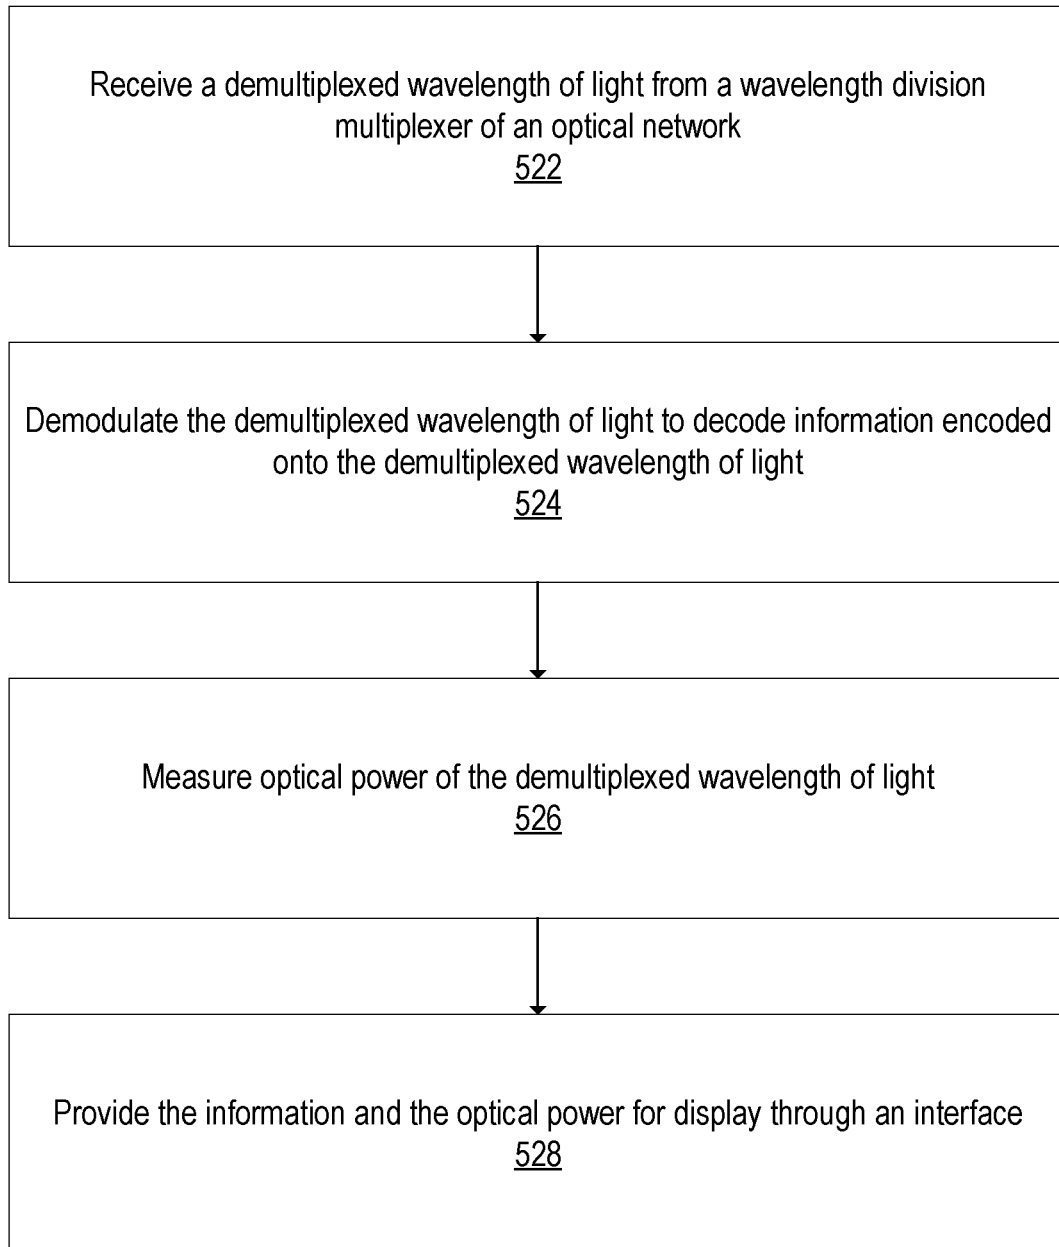 Receive a demultiplexed wavelength of light from a wavelength division
multiplexer of an optical network
522
Demodulate the demultiplexed wavelength of light to decode information encoded
onto the demultiplexed wavelength of light
524
Measure optical power of the demultiplexed wavelength of light
526
Provide the information and the optical power for display through an interface
528